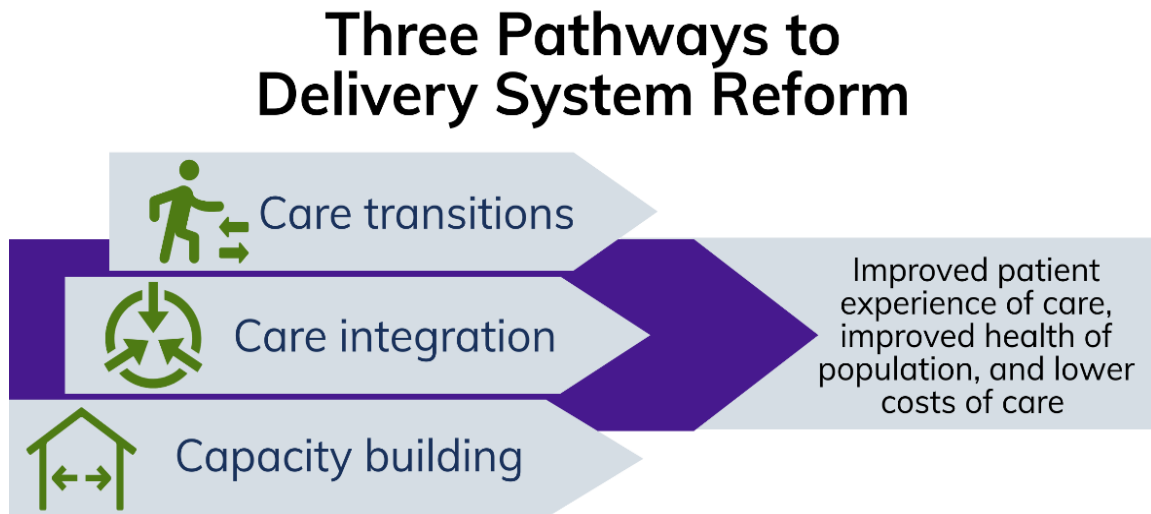 Three Pathways to
Delivery System Reform
Care transitions
Care integration
Capacity building
Improved patient
experience of care,
improved health of
population, and lower
costs of care